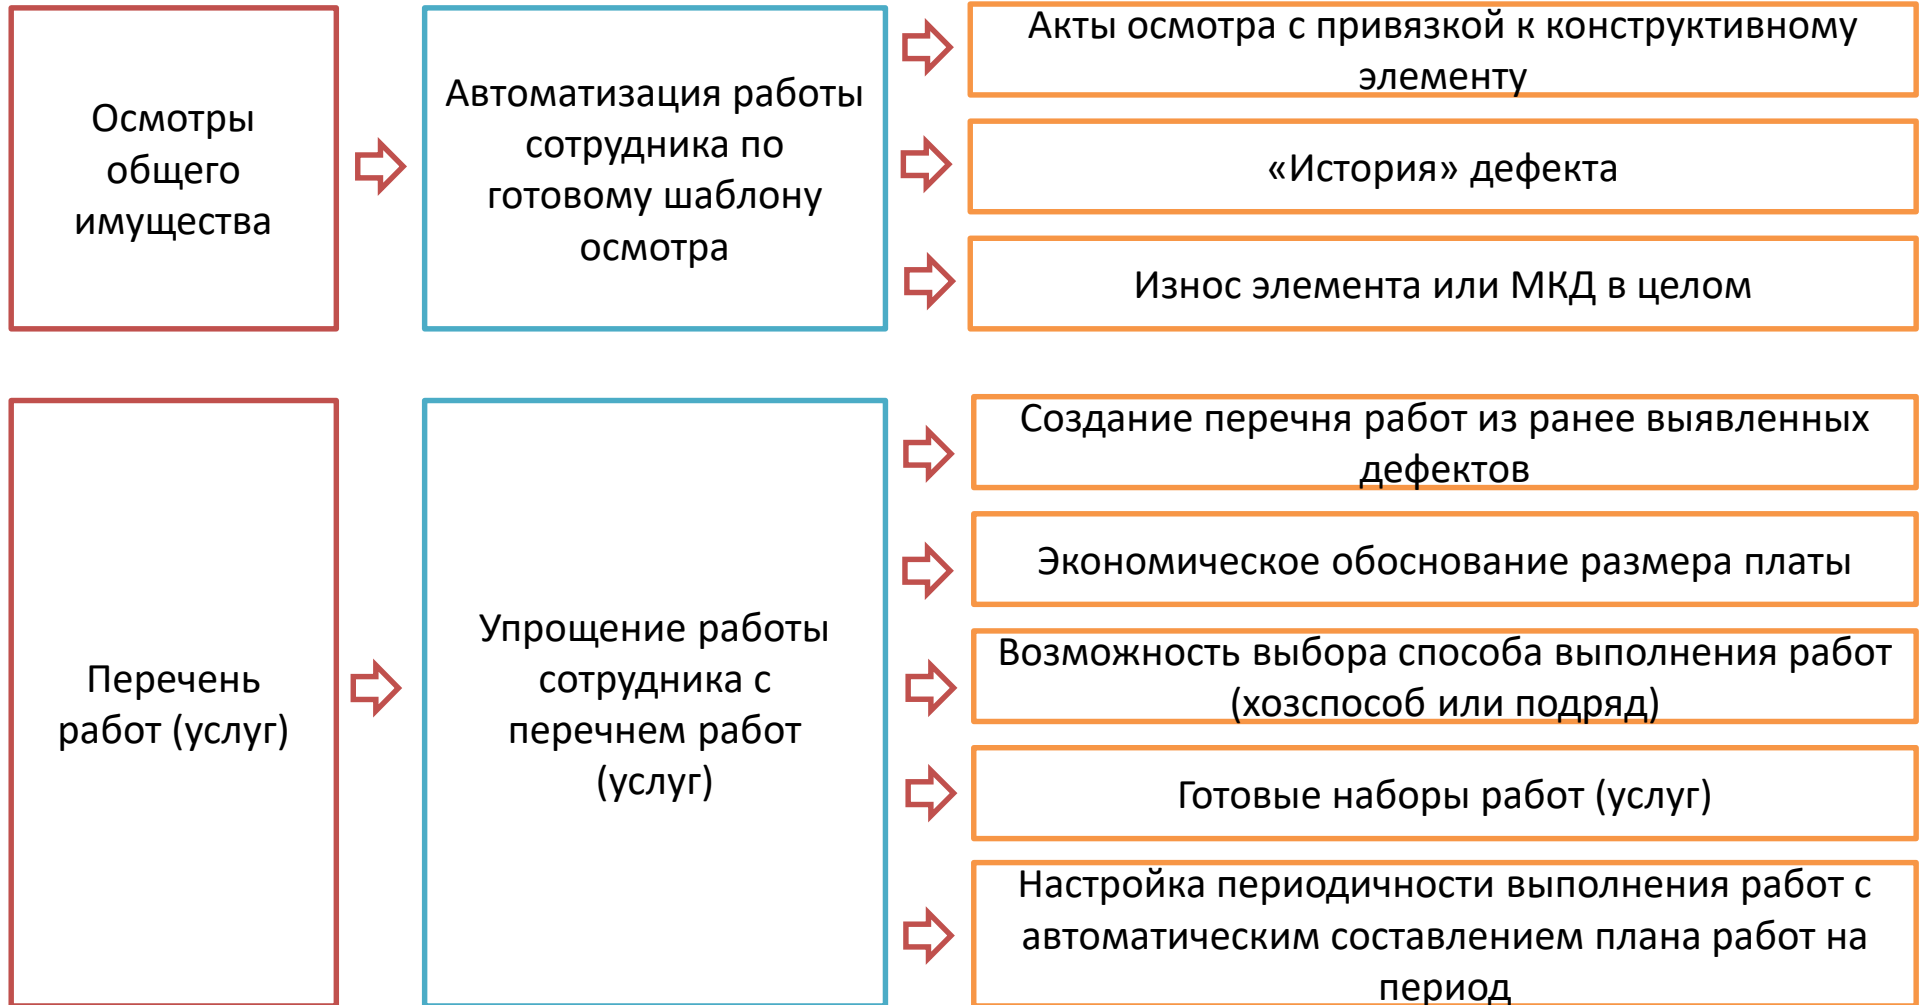 Осмотры
общего
имущества
Автоматизация работы
сотрудника по
готовому шаблону
осмотра
Акты осмотра с привязкой к конструктивному
элементу
«История» дефекта
Износ элемента или МКД в целом
Перечень
работ (услуг)
Упрощение работы
сотрудника с
перечнем работ
(услуг)
Создание перечня работ из ранее выявленных
дефектов
Экономическое обоснование размера платы
Возможность выбора способа выполнения работ
(хозспособ или подряд)
Готовые наборы работ (услуг)
Настройка периодичности выполнения работ с
автоматическим составлением плана работ на
период